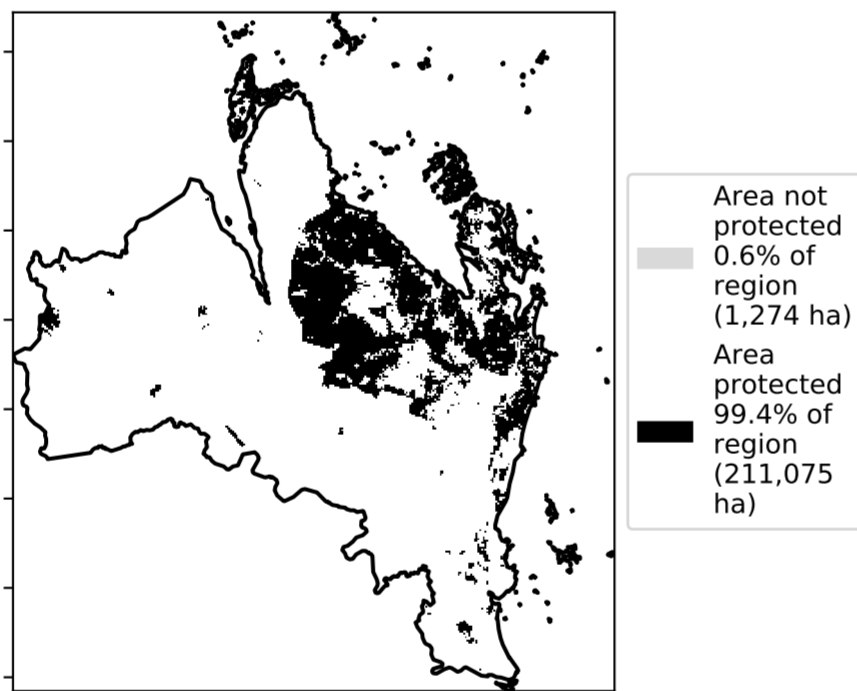 Area not
protected
0.6% of
region
(1,274 ha)
Area
protected
99.4% of
region
(211,075
ha)